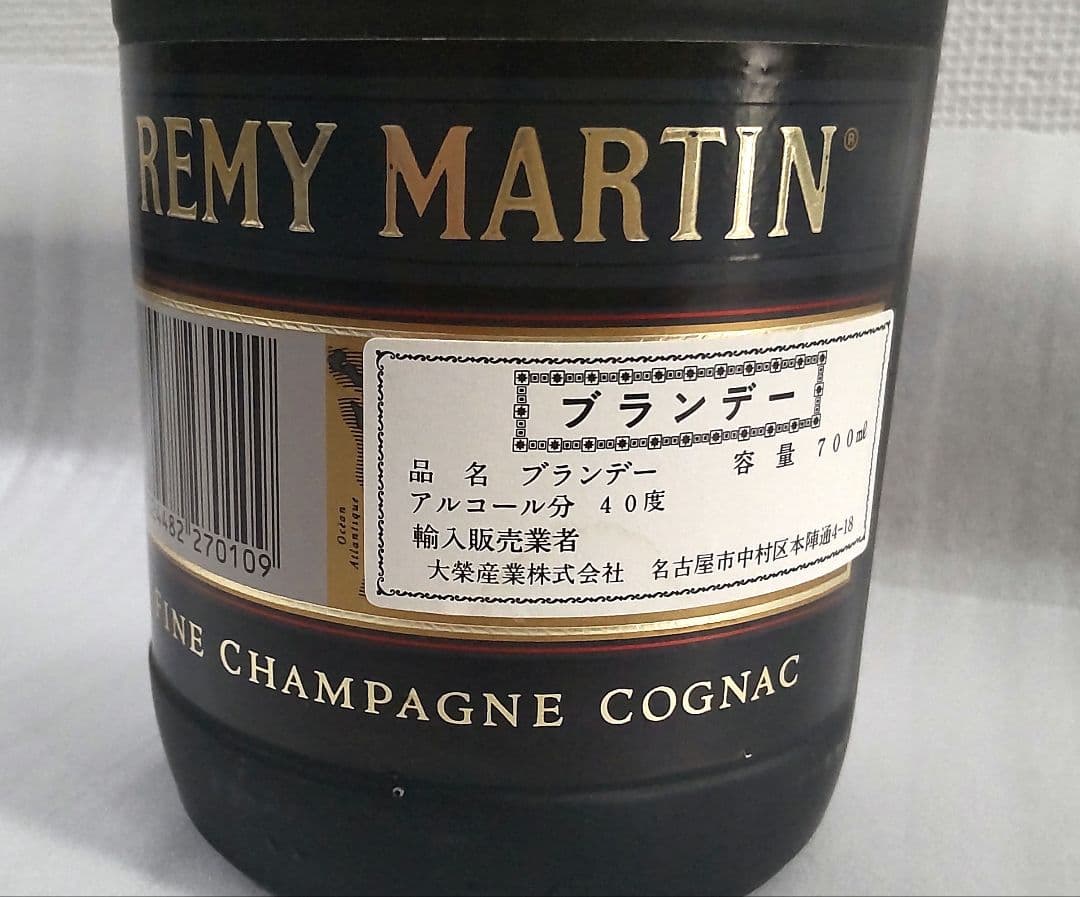 REMY MARTIN®
ブランデー
品名 ブランデー 容量 700ml
アルコール分 40度
輸入販売業者
大榮産業株式会社 名古屋市中村区本陣通4-18
482 270109
Océan
Atlantique
FINE CHAMPAGNE COGNAC